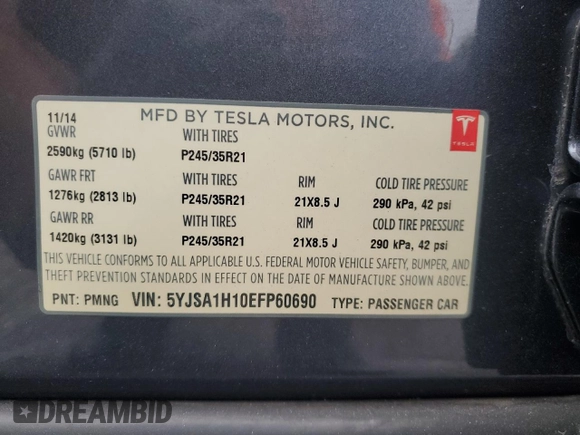 11/14 MFD BY TESLA MOTORS, INC.
GVWR WITH TIRES
TESLA
2590kg (5710 lb) P245/35R21
GAWR FRT WITH TIRES RIM COLD TIRE PRESSURE
1276kg (2813 lb) P245/35R21 21X8.5 J 290 kPa, 42 psi
GAWR RR WITH TIRES RIM COLD TIRE PRESSURE
1420kg (3131 lb) P245/35R21 21X8.5 J 290 kPa, 42 psi
THIS VEHICLE CONFORMS TO ALL APPLICABLE U.S. FEDERAL MOTOR VEHICLE SAFETY, BUMPER, AND
THEFT PREVENTION STANDARDS IN EFFECT ON THE DATE OF MANUFACTURE SHOWN ABOVE.
PNT: PMNG VIN: 5YJSA1H10EFP60690 TYPE: PASSENGER CAR
DREAMBID